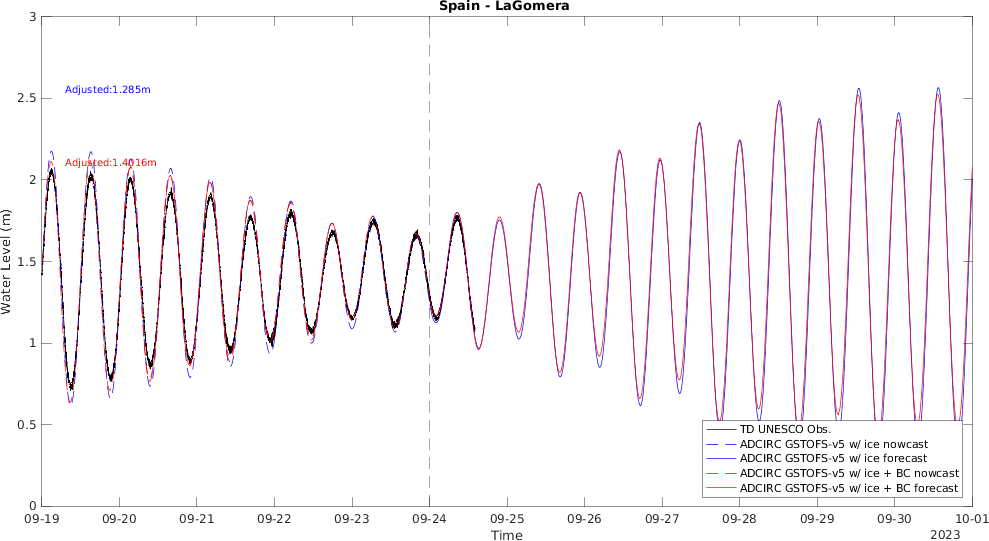 Spain - LaGomera
3
Adjusted:1.285m
2.5
Adjusted:1.4016m
2
Water Level (m)
1.5
1
0.5
TD UNESCO Obs.
ADCIRC GSTOFS-v5 w/ ice nowcast
ADCIRC GSTOFS-v5 w/ ice forecast
ADCIRC GSTOFS-v5 w/ ice + BC nowcast
ADCIRC GSTOFS-v5 w/ ice + BC forecast
0
09-19 09-20 09-21 09-22 09-23 09-24 09-25 09-26 09-27 09-28 09-29 09-30 10-01
Time
2023